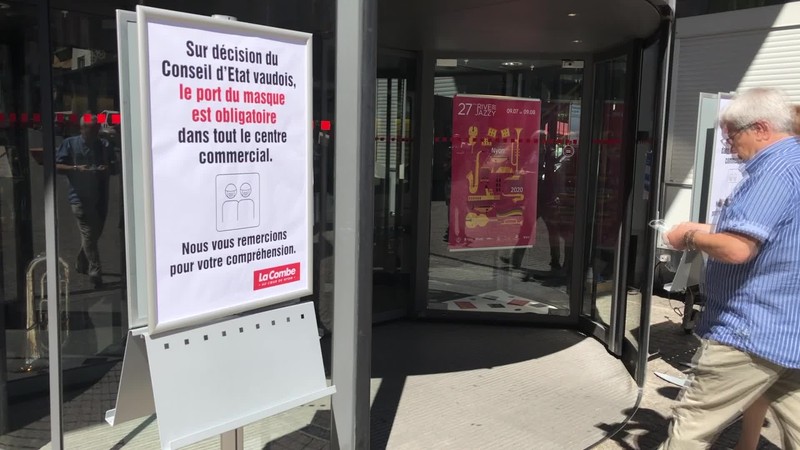 Sur décision du
Conseil d'Etat vaudois,
le port du masque
est obligatoire
dans tout le centre
commercial.
Nous vous remercions
pour votre compréhension.
La Combe
27 RIVER
JAZZY
Nyon
2020